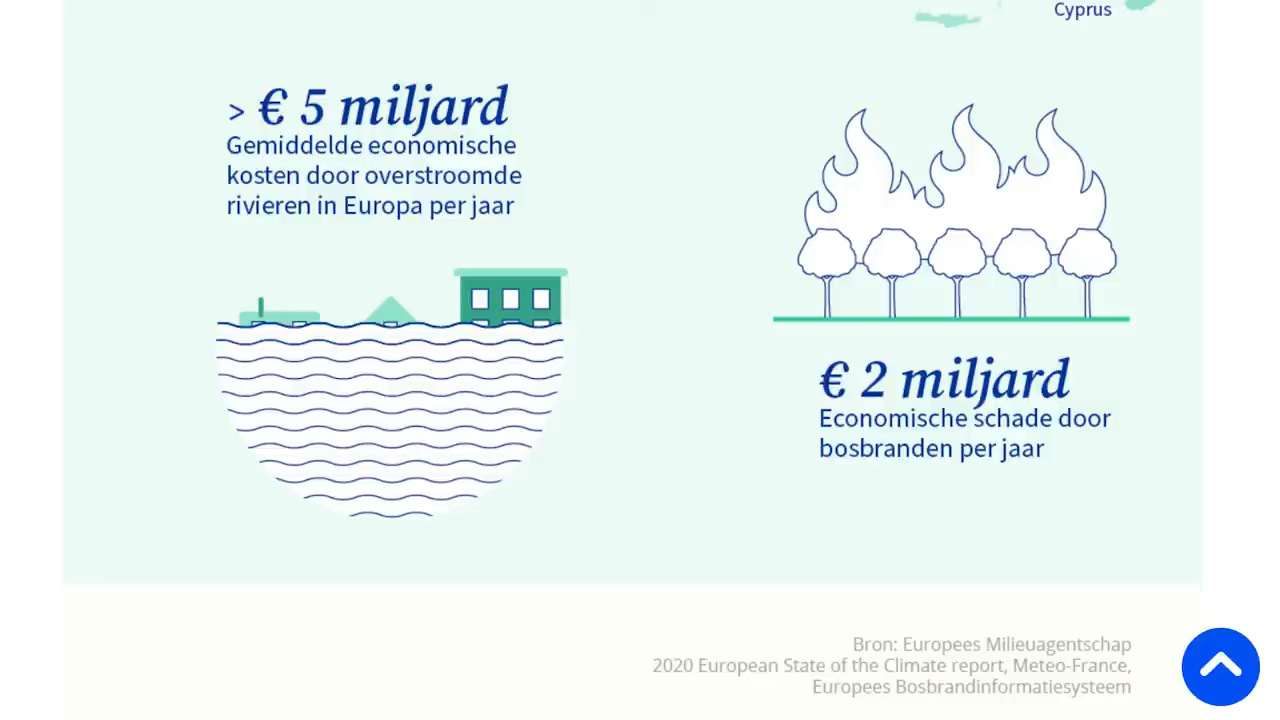 Cyprus
> € 5 miljard
Gemiddelde economische
kosten door overstroomde
rivieren in Europa per jaar
€ 2 miljard
Economische schade door
bosbranden per jaar
Bron: Europees Milieuagentschap
2020 European State of the Climate report, Meteo-France,
Europees Bosbrandinformatiesysteem